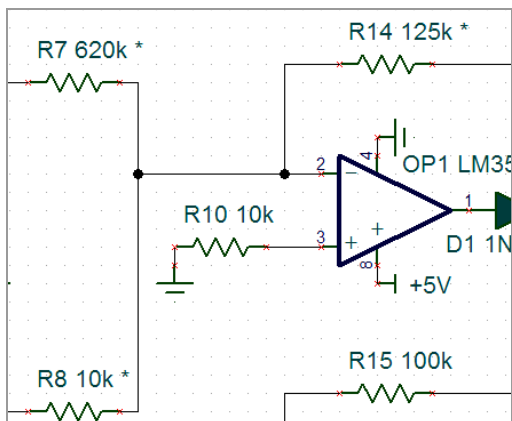 R7 620k *
R14 125k *
4
OP1 LM35
2
R10 10k
1
3
D1 1N
8
+5V
R15 100k
R8 10k *